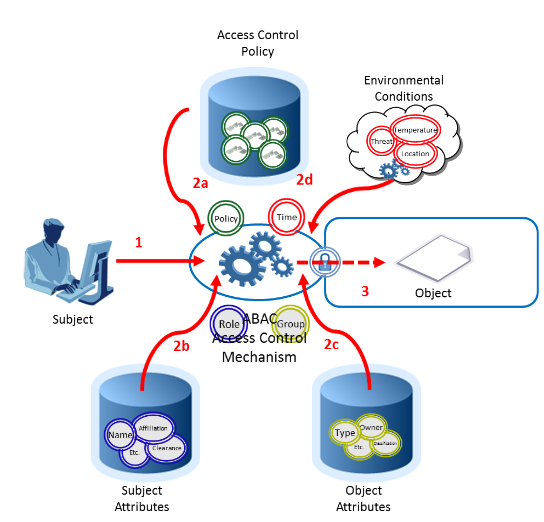 Access Control
Policy
Environmental
Conditions
Temperature
Threat
Location
2a
2d
Policy
Time
1
3
Subject
Object
Role
Group
ABAC
Access Control
Mechanism
2b
2c
Name
Affiliation
Etc.
Clearance
Type
Owner
Etc.
Classification
Subject
Attributes
Object
Attributes